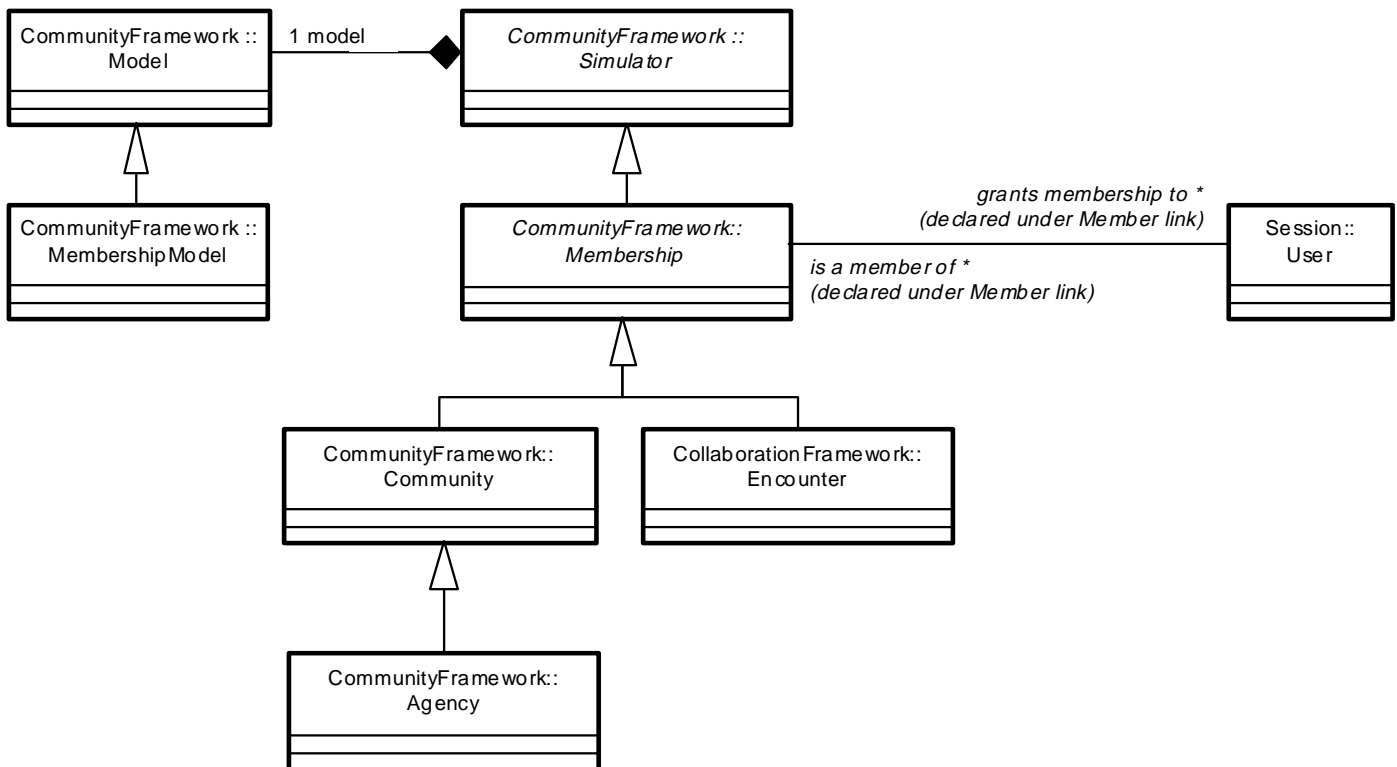 CommunityFramework ::
Model
1 model
CommunityFramework ::
Simulator
CommunityFramework ::
MembershipModel
CommunityFramework::
Membership
grants membership to *
(declared under Member link)
is a member of *
(declared under Member link)
Session::
User
CommunityFramework::
Community
CollaborationFramework::
Encounter
CommunityFramework::
Agency